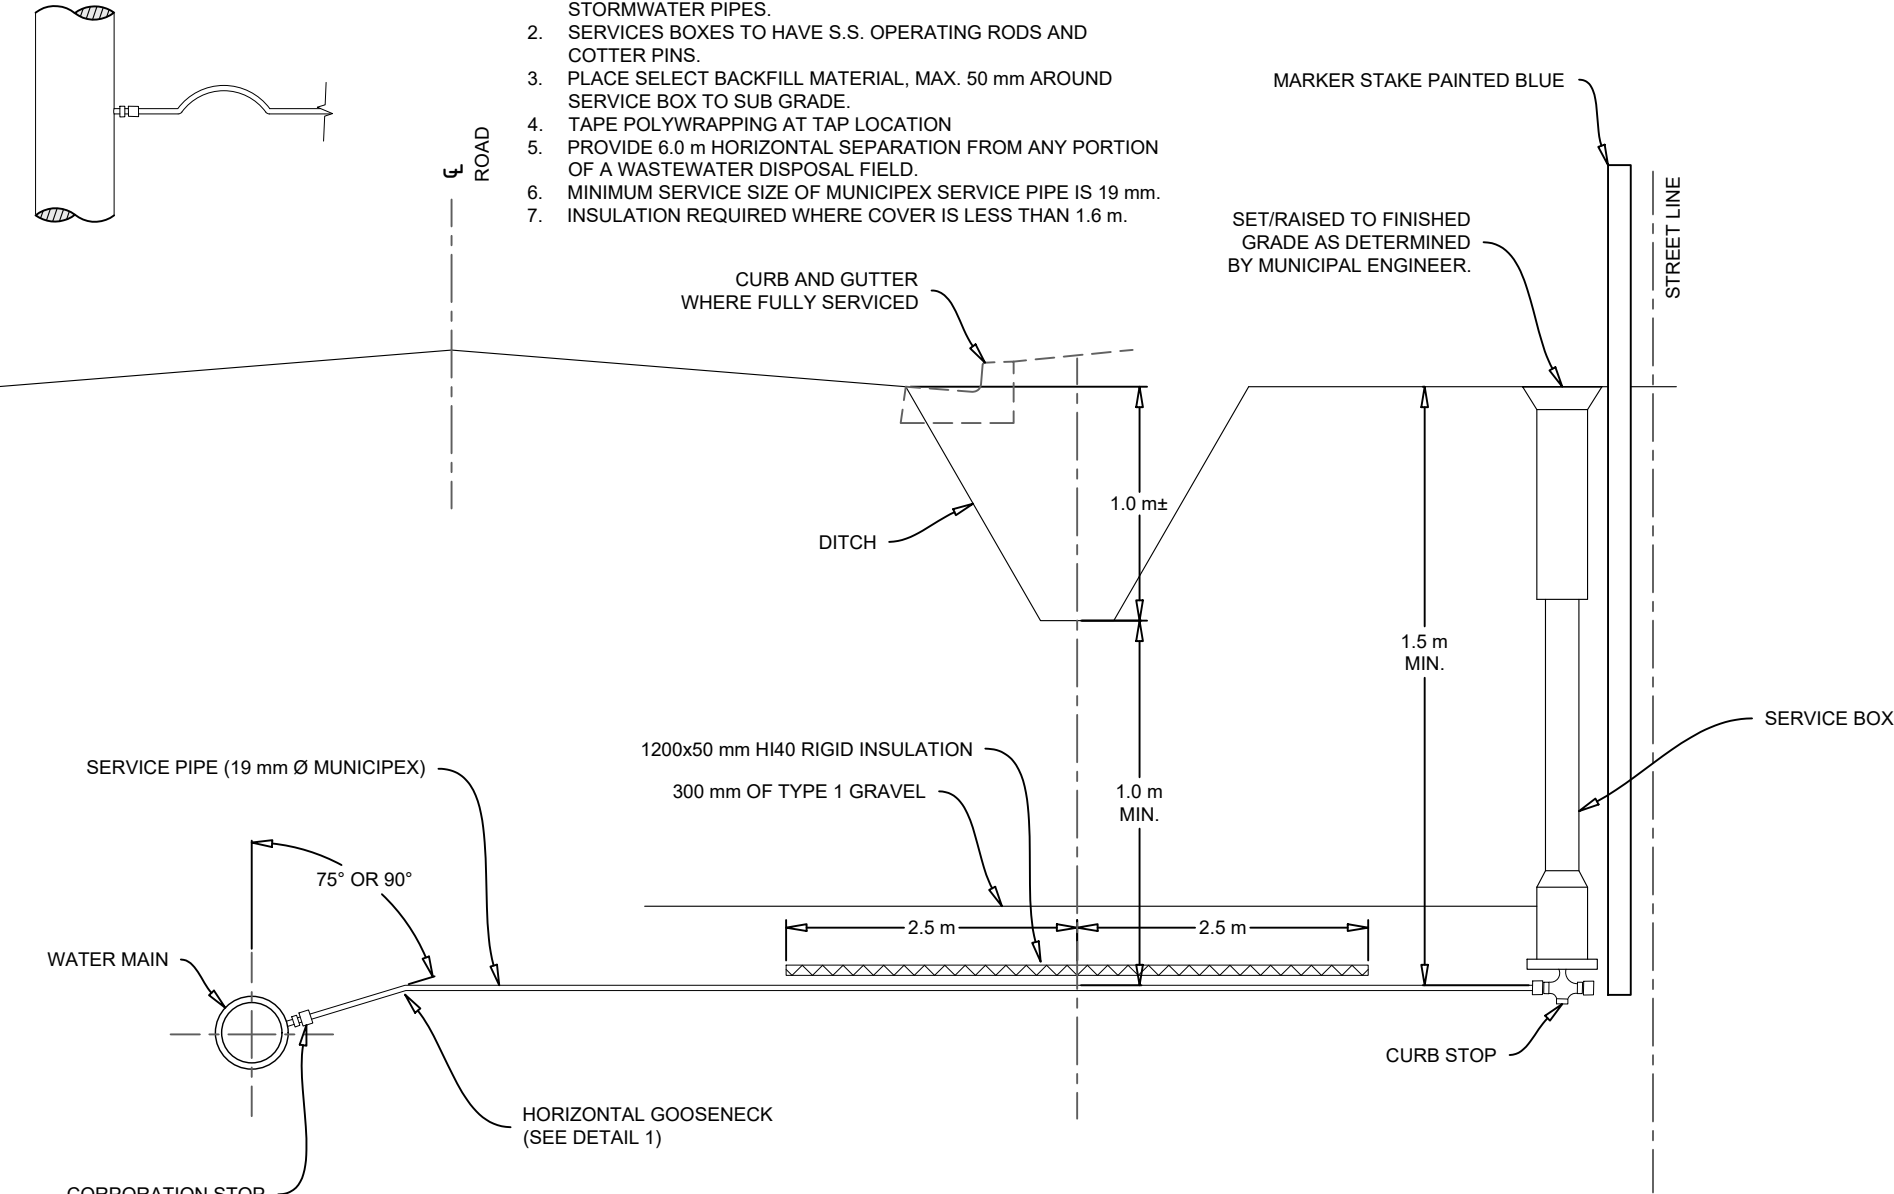 STORMWATER PIPES.
2. SERVICES BOXES TO HAVE S.S. OPERATING RODS AND
COTTER PINS.
3. PLACE SELECT BACKFILL MATERIAL, MAX. 50 mm AROUND
SERVICE BOX TO SUB GRADE.
4. TAPE POLYWRAPPING AT TAP LOCATION
5. PROVIDE 6.0 m HORIZONTAL SEPARATION FROM ANY PORTION
OF A WASTEWATER DISPOSAL FIELD.
6. MINIMUM SERVICE SIZE OF MUNICIPEX SERVICE PIPE IS 19 mm.
7. INSULATION REQUIRED WHERE COVER IS LESS THAN 1.6 m.
MARKER STAKE PAINTED BLUE
℄
ROAD
STREET LINE
SET/RAISED TO FINISHED
GRADE AS DETERMINED
BY MUNICIPAL ENGINEER.
CURB AND GUTTER
WHERE FULLY SERVICED
1.0 m±
DITCH
1.5 m
MIN.
SERVICE BOX
1200x50 mm HI40 RIGID INSULATION
SERVICE PIPE (19 mm Ø MUNICIPEX)
300 mm OF TYPE 1 GRAVEL
1.0 m
MIN.
75° OR 90°
2.5 m
2.5 m
WATER MAIN
CURB STOP
HORIZONTAL GOOSENECK
(SEE DETAIL 1)
CORPORATION STOP